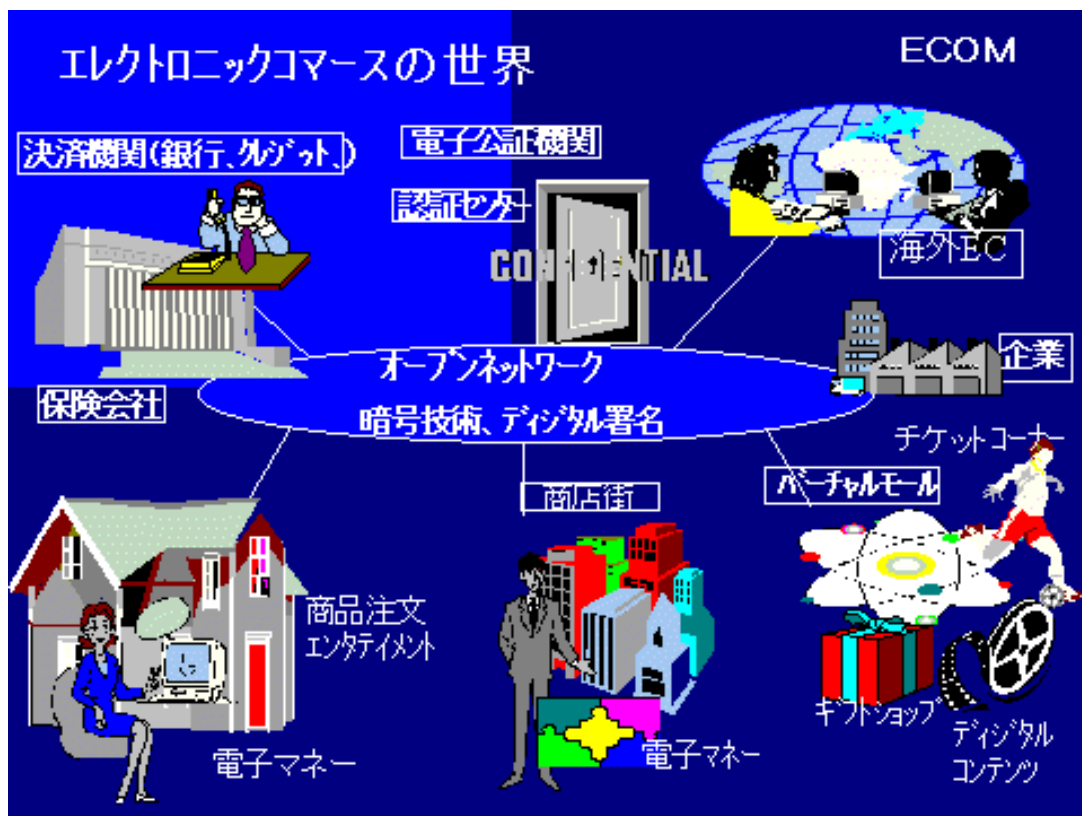 エレクトロニックコマースの世界
ECOM
決済機関(銀行、クレジット、)
電子公証機関
認証センター
CONFIDENTIAL
海外EC
オープンネットワーク
暗号技術、ディジタル署名
企業
保険会社
チケットコーナー
バーチャルモール
商店街
商品注文
エンタテイメント
電子マネー
電子マネー
ギフトショップ
ディジタル
コンテンツ